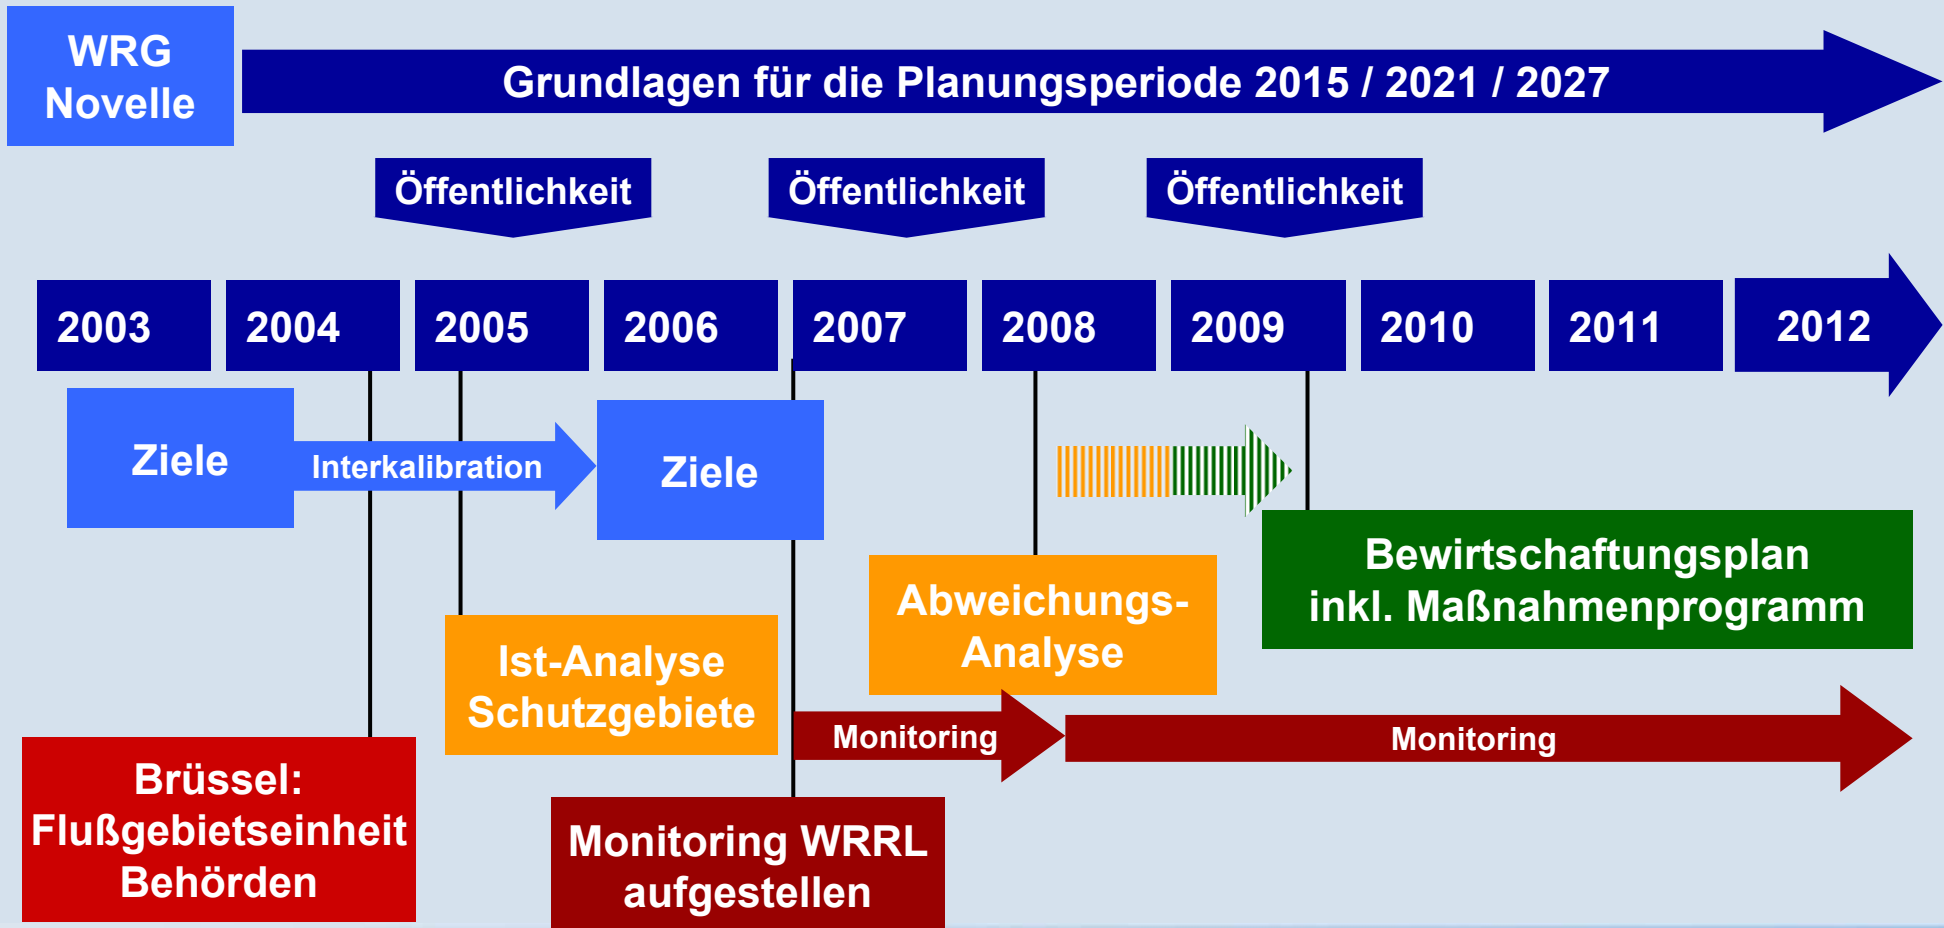 WRG
Novelle
Grundlagen für die Planungsperiode 2015 / 2021 / 2027
Öffentlichkeit
Öffentlichkeit
Öffentlichkeit
2003
2004
2005
2006
2007
2008
2009
2010
2011
2012
Ziele
Interkalibration
Ziele
Abweichungs-
Analyse
Bewirtschaftungsplan
inkl. Maßnahmenprogramm
Ist-Analyse
Schutzgebiete
Monitoring
Monitoring
Brüssel:
Flußgebietseinheit
Behörden
Monitoring WRRL
aufgestellen